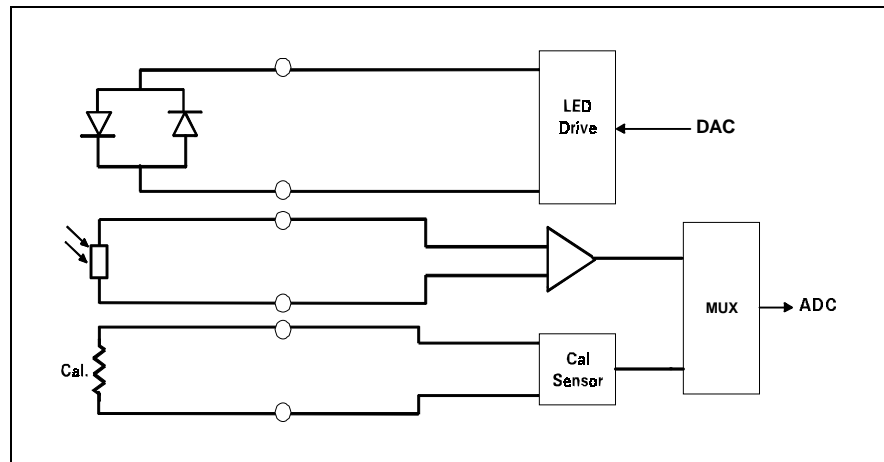 LED
Drive
DAC
MUX
ADC
Cal.
Cal
Sensor